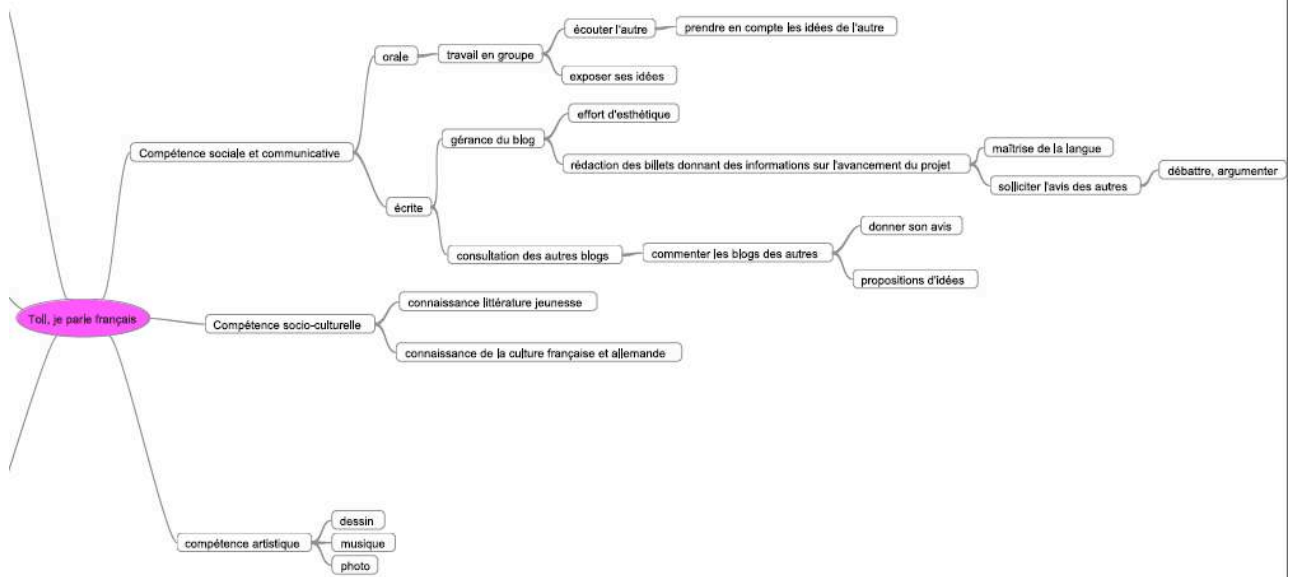 Toll, je parle français
Compétence sociale et communicative
orale
travail en groupe
écouter l'autre
prendre en compte les idées de l'autre
exposer ses idées
écrite
gérance du blog
effort d'esthétique
rédaction des billets donnant des informations sur l'avancement du projet
maîtrise de la langue
solliciter l'avis des autres
débattre, argumenter
consultation des autres blogs
commenter les blogs des autres
donner son avis
propositions d'idées
Compétence socio-culturelle
connaissance littérature jeunesse
connaissance de la culture française et allemande
compétence artistique
dessin
musique
photo